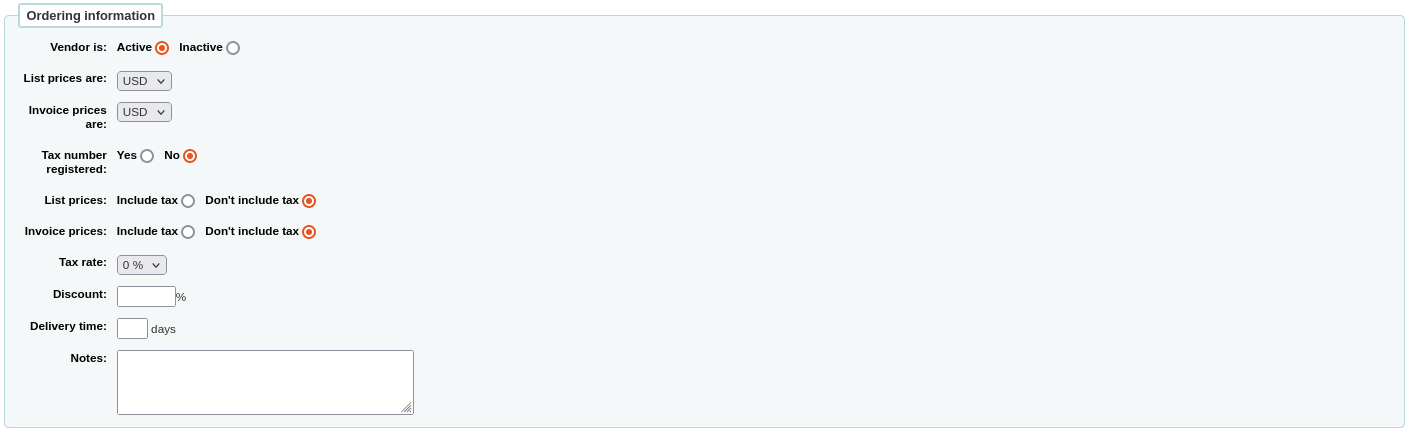 Ordering information
Vendor is: Active Inactive
List prices are: USD
Invoice prices are: USD
Tax number registered: Yes No
List prices: Include tax Don't include tax
Invoice prices: Include tax Don't include tax
Tax rate: 0 %
Discount: %
Delivery time: days
Notes: